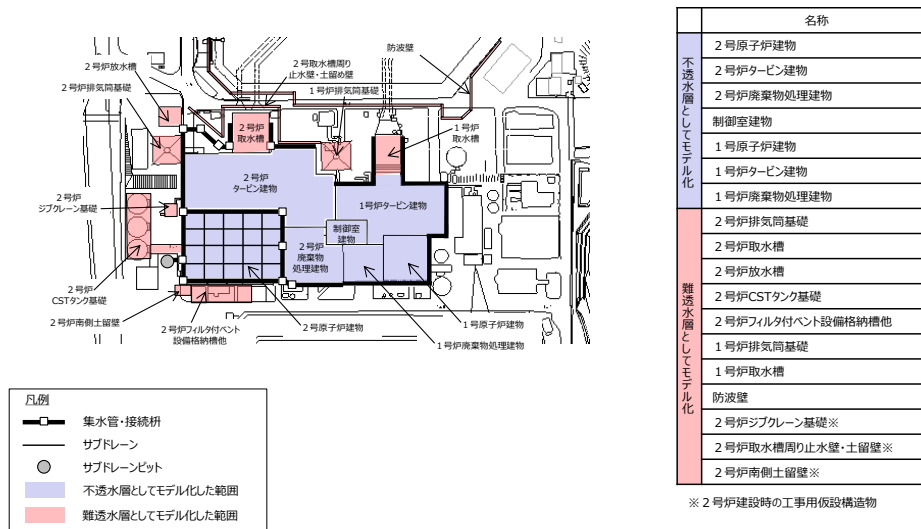 防波壁
2号取水槽周り
止水壁・土留め壁
1号炉排気筒基礎
2号炉放水槽
2号炉排気筒基礎
2号炉
取水槽
1号炉
取水槽
2号炉
タービン建物
2号炉
ジブクレーン基礎
1号炉タービン建物
制御室
建物
2号炉
廃棄物
処理建物
2号炉
CSTタンク基礎
2号炉南側土留壁
2号炉フィルタ付ベント
設備格納槽他
2号原子炉建物
1号原子炉建物
1号炉廃棄物処理建物
凡例
集水管・接続枡
サブドレーン
サブドレーンピット
不透水層としてモデル化した範囲
難透水層としてモデル化した範囲
名称
不透水層としてモデル化
2号原子炉建物
2号炉タービン建物
2号炉廃棄物処理建物
制御室建物
1号原子炉建物
1号炉タービン建物
1号炉廃棄物処理建物
難透水層としてモデル化
2号炉排気筒基礎
2号炉取水槽
2号炉放水槽
2号炉CSTタンク基礎
2号炉フィルタ付ベント設備格納槽他
1号炉排気筒基礎
1号炉取水槽
防波壁
2号炉ジブクレーン基礎※
2号炉取水槽周り止水壁・土留壁※
2号炉南側土留壁※
※2号炉建設時の工事用仮設構造物